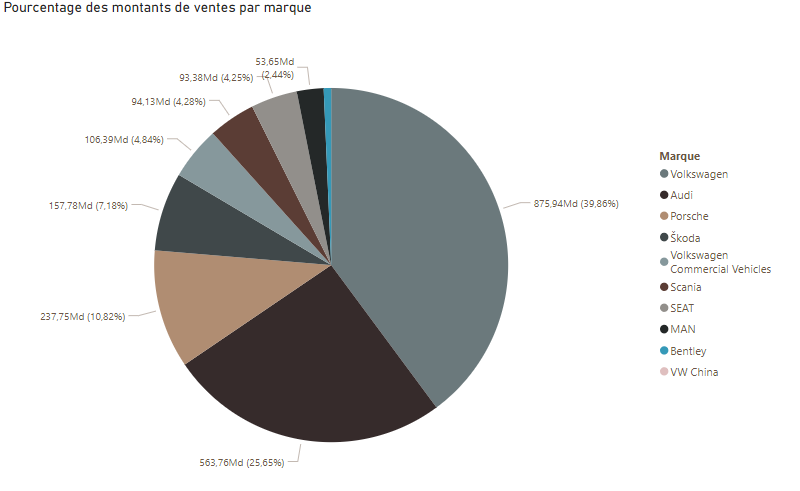 Pourcentage des montants de ventes par marque
53,65Md
(2,44%)
93,38Md (4,25%)
94,13Md (4,28%)
106,39Md (4,84%)
157,78Md (7,18%)
237,75Md (10,82%)
563,76Md (25,65%)
875,94Md (39,86%)
Marque
Volkswagen
Audi
Porsche
Škoda
Volkswagen
Commercial Vehicles
Scania
SEAT
MAN
Bentley
VW China